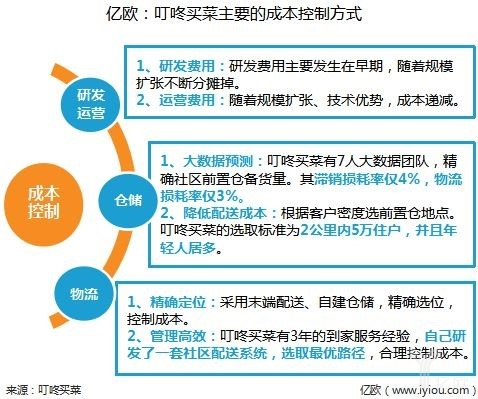 亿欧：叮咚买菜主要的成本控制方式
成本
控制
研发
运营
1、研发费用：研发费用主要发生在早期，随着规模
扩张不断分摊掉。
2、运营费用：随着规模扩张、技术优势，成本递减。
仓储
1、大数据预测：叮咚买菜有7人大数据团队，精
确社区前置仓备货量。其滞销损耗率仅4%，物流
损耗率仅3%。
2、降低配送成本：根据客户密度选前置仓地点。
叮咚买菜的选取标准为2公里内5万住户，并且年
轻人居多。
物流
1、精确定位：采用末端配送、自建仓储，精确选位，
控制成本。
2、管理高效：叮咚买菜有3年的到家服务经验，自己研
发了一套社区配送系统，选取最优路径，合理控制成本。
来源：叮咚买菜
亿欧（www.iyiou.com）